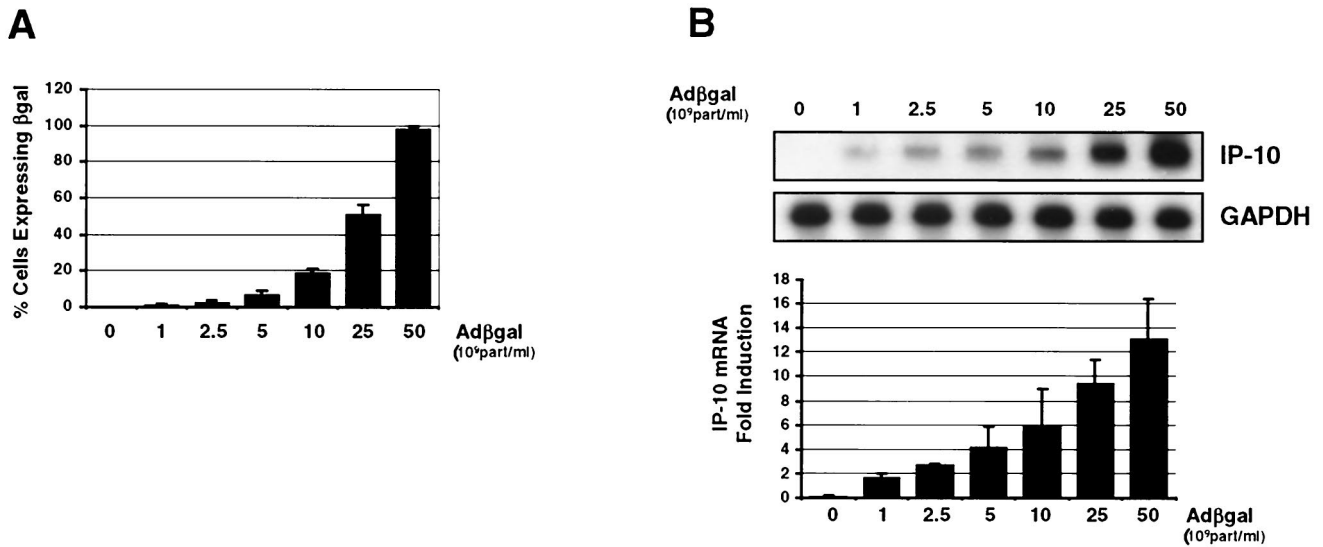 A
% Cells Expressing βgal
120
100
80
60
40
20
0
0 1 2.5 5 10 25 50
Adβgal
(10⁹part/ml)
B
Adβgal
(10⁹part/ml)
0 1 2.5 5 10 25 50
IP-10
GAPDH
IP-10 mRNA
Fold Induction
18
16
14
12
10
8
6
4
2
0
0 1 2.5 5 10 25 50
Adβgal
(10⁹part/ml)